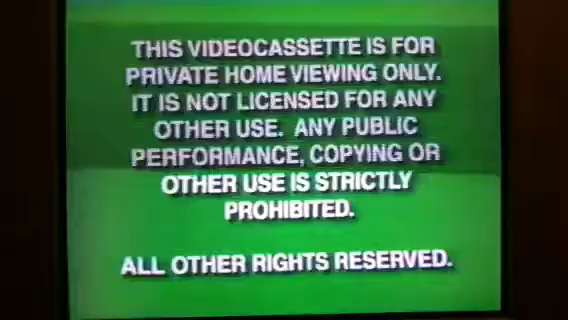 THIS VIDEOCASSETTE IS FOR
PRIVATE HOME VIEWING ONLY.
IT IS NOT LICENSED FOR ANY
OTHER USE. ANY PUBLIC
PERFORMANCE, COPYING OR
OTHER USE IS STRICTLY
PROHIBITED.
ALL OTHER RIGHTS RESERVED.